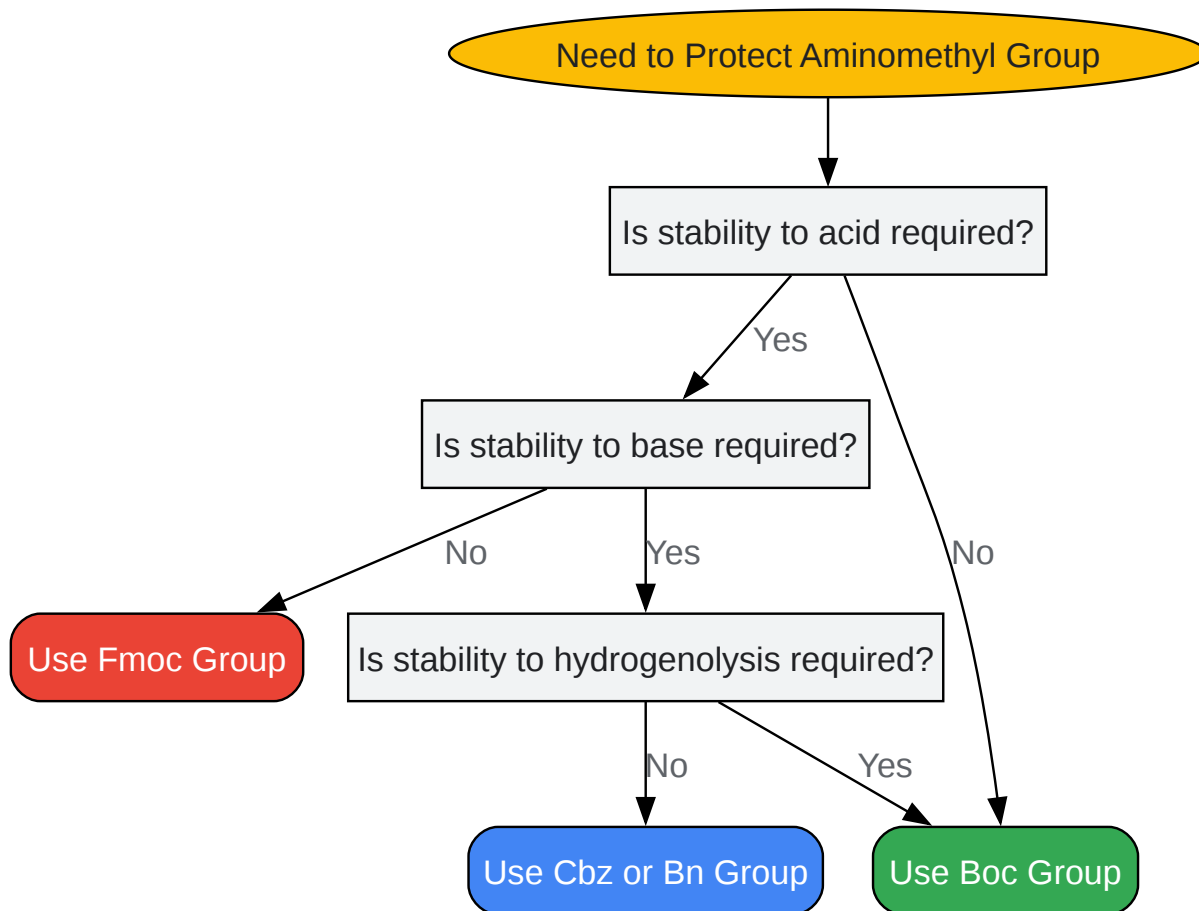 Need to Protect Aminomethyl Group
Is stability to acid required?
Yes
Is stability to base required?
No
Yes
No
Use Fmoc Group
Is stability to hydrogenolysis required?
No
Yes
Use Cbz or Bn Group
Use Boc Group